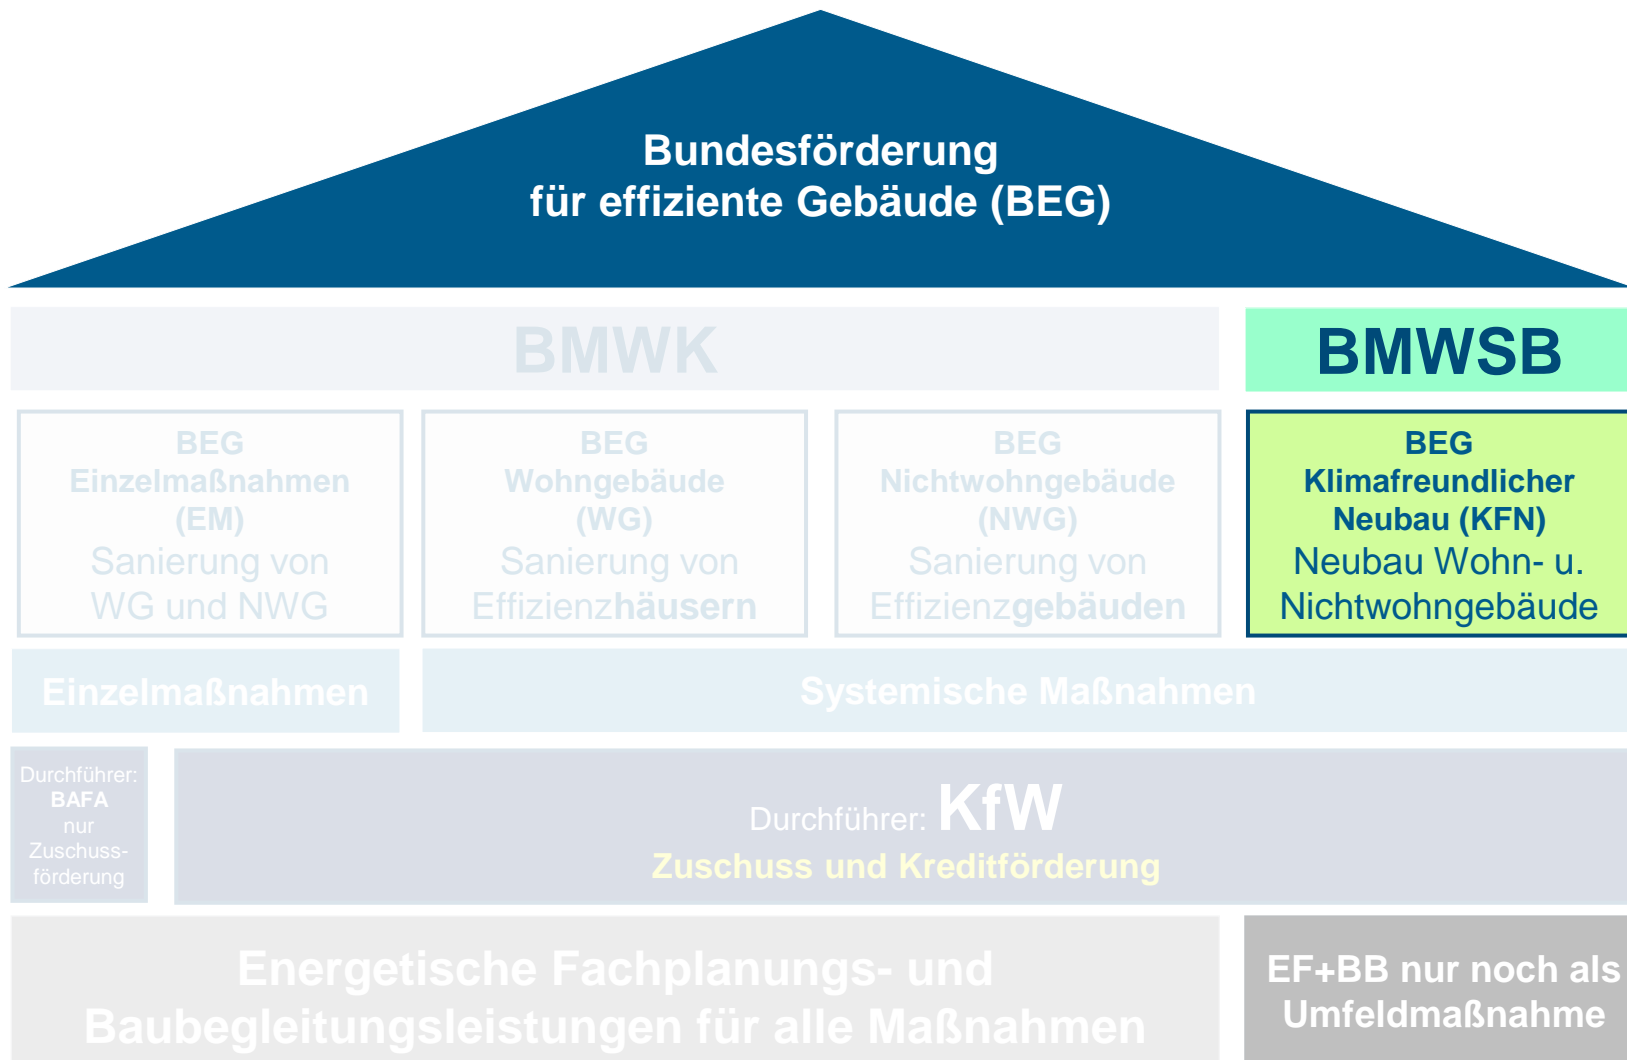 Bundesförderung
für effiziente Gebäude (BEG)
BMWK
BMWSB
BEG
Einzelmaßnahmen
(EM)
Sanierung von
WG und NWG
BEG
Wohngebäude
(WG)
Sanierung von
Effizienzhäusern
BEG
Nichtwohngebäude
(NWG)
Sanierung von
Effizienzgebäuden
BEG
Klimafreundlicher
Neubau (KFN)
Neubau Wohn- u.
Nichtwohngebäude
Einzelmaßnahmen
Systemische Maßnahmen
Durchführer:
BAFA
nur
Zuschuss-
förderung
Durchführer: KfW
Zuschuss und Kreditförderung
Energetische Fachplanungs- und
Baubegleitungsleistungen für alle Maßnahmen
EF+BB nur noch als
Umfeldmaßnahme